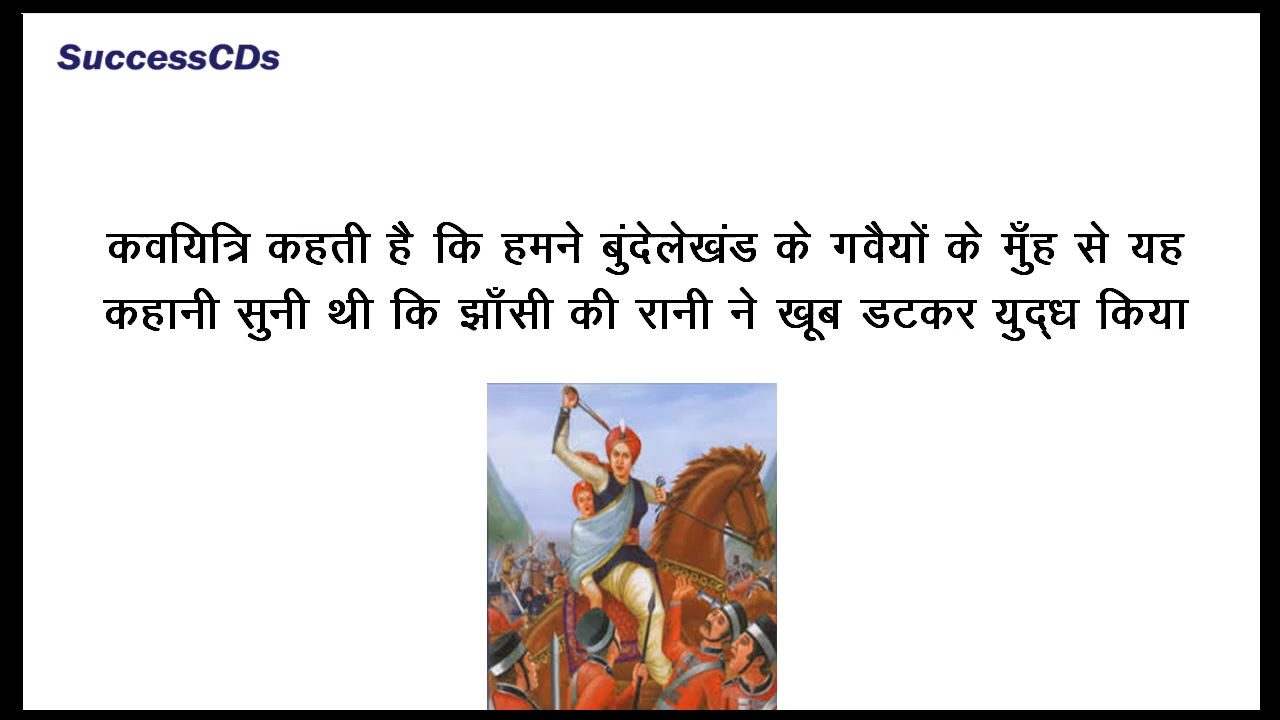 SuccessCDs
कवयित्रि कहती है कि हमने बुंदेलेखंड के गवैयों के मुँह से यह
कहानी सुनी थी कि झाँसी की रानी ने खूब डटकर युद्ध किया